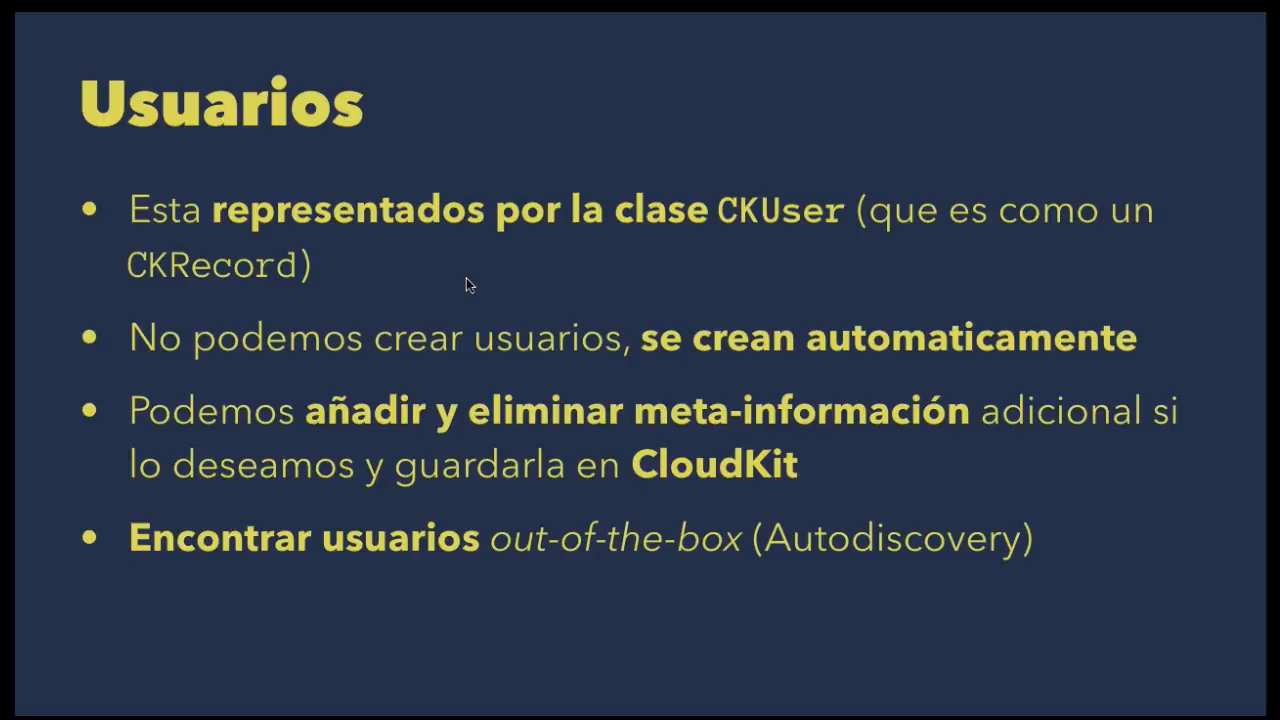 Usuarios
• Esta representados por la clase CKUser (que es como un
CKRecord)
• No podemos crear usuarios, se crean automaticamente
• Podemos añadir y eliminar meta-información adicional si
lo deseamos y guardarla en CloudKit
• Encontrar usuarios out-of-the-box (Autodiscovery)